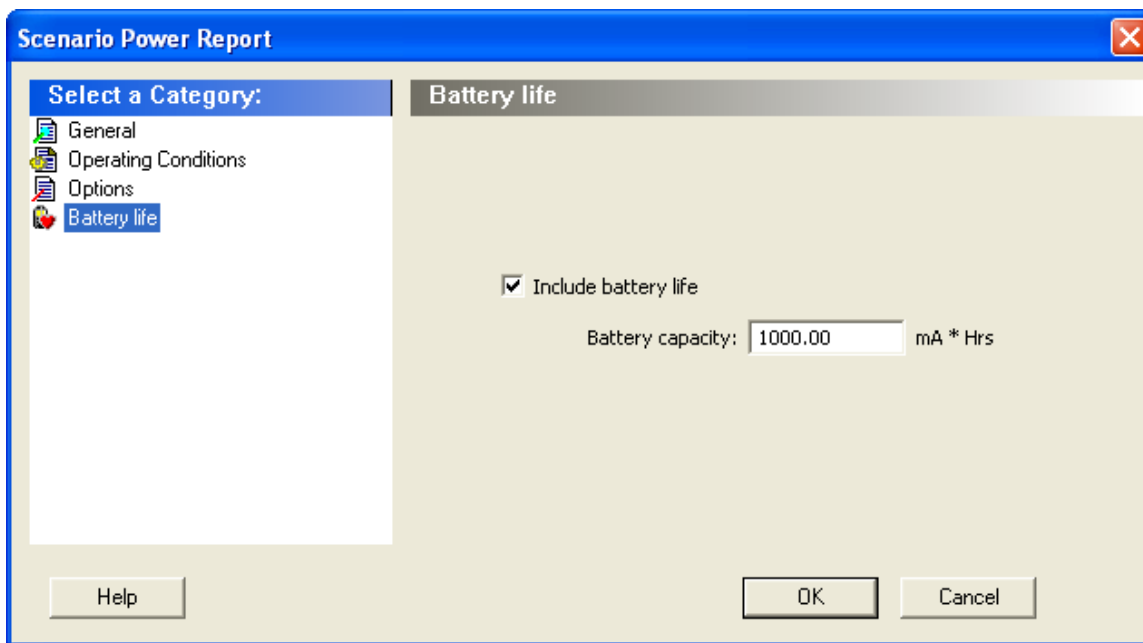 Scenario Power Report
Select a Category:
General
Operating Conditions
Options
Battery life
Battery life
Include battery life
Battery capacity: 1000.00 mA * Hrs
Help
OK
Cancel